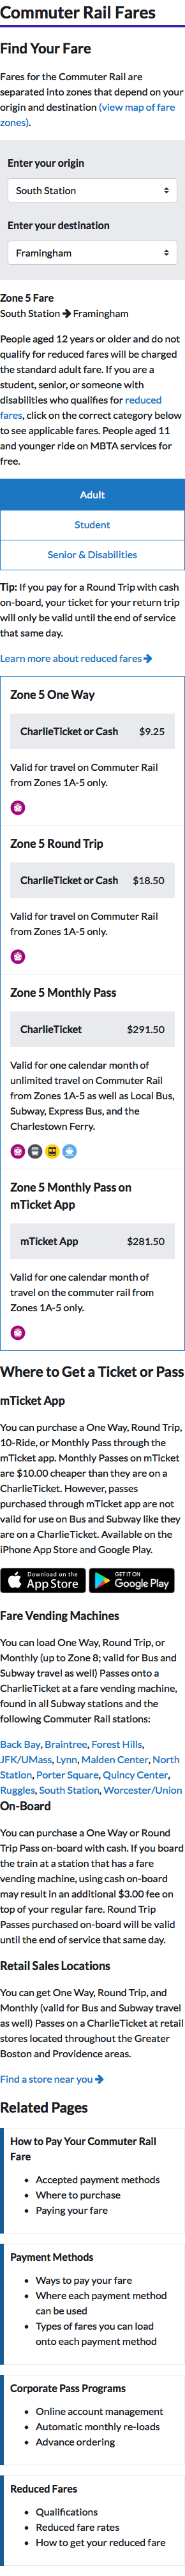 Commuter Rail Fares
Find Your Fare
Fares for the Commuter Rail are
separated into zones that depend on your
origin and destination (view map of fare
zones).
Enter your origin
South Station
Enter your destination
Framingham
Zone 5 Fare
South Station → Framingham
People aged 12 years or older and do not
qualify for reduced fares will be charged
the standard adult fare. If you are a
student, senior, or someone with
disabilities who qualifies for reduced
fares, click on the correct category below
to see applicable fares. People aged 11
and younger ride on MBTA services for
free.
Adult
Student
Senior & Disabilities
Tip: If you pay for a Round Trip with cash
on-board, your ticket for your return trip
will only be valid until the end of service
that same day.
Learn more about reduced fares →
Zone 5 One Way
CharlieTicket or Cash $9.25
Valid for travel on Commuter Rail
from Zones 1A-5 only.
Zone 5 Round Trip
CharlieTicket or Cash $18.50
Valid for travel on Commuter Rail
from Zones 1A-5 only.
Zone 5 Monthly Pass
CharlieTicket $291.50
Valid for one calendar month of
unlimited travel on Commuter Rail
from Zones 1A-5 as well as Local Bus,
Subway, Express Bus, and the
Charlestown Ferry.
Zone 5 Monthly Pass on
mTicket App
mTicket App $281.50
Valid for one calendar month of
travel on the commuter rail from
Zones 1A-5 only.
Where to Get a Ticket or Pass
mTicket App
You can purchase a One Way, Round Trip,
10-Ride, or Monthly Pass through the
mTicket app. Monthly Passes on mTicket
are $10.00 cheaper than they are on a
CharlieTicket. However, passes
purchased through mTicket app are not
valid for use on Bus and Subway like they
are on a CharlieTicket. Available on the
iPhone App Store and Google Play.
Download on the App Store GET IT ON Google Play
Fare Vending Machines
You can load One Way, Round Trip, or
Monthly (up to Zone 8; valid for Bus and
Subway travel as well) Passes onto a
CharlieTicket at a fare vending machine,
found in all Subway stations and the
following Commuter Rail stations:
Back Bay, Braintree, Forest Hills,
JFK/UMass, Lynn, Malden Center, North
Station, Porter Square, Quincy Center,
Ruggles, South Station, Worcester/Union
On-Board
You can purchase a One Way or Round
Trip Pass on-board with cash. If you board
the train at a station that has a fare
vending machine, using cash on-board
may result in an additional $3.00 fee on
top of your regular fare. Round Trip
Passes purchased on-board will be valid
until the end of service that same day.
Retail Sales Locations
You can get One Way, Round Trip, and
Monthly (valid for Bus and Subway travel
as well) Passes on a CharlieTicket at retail
stores located throughout the Greater
Boston and Providence areas.
Find a store near you →
Related Pages
How to Pay Your Commuter Rail
Fare
• Accepted payment methods
• Where to purchase
• Paying your fare
Payment Methods
• Ways to pay your fare
• Where each payment method
can be used
• Types of fares you can load
onto each payment method
Corporate Pass Programs
• Online account management
• Automatic monthly re-loads
• Advance ordering
Reduced Fares
• Qualifications
• Reduced fare rates
• How to get your reduced fare